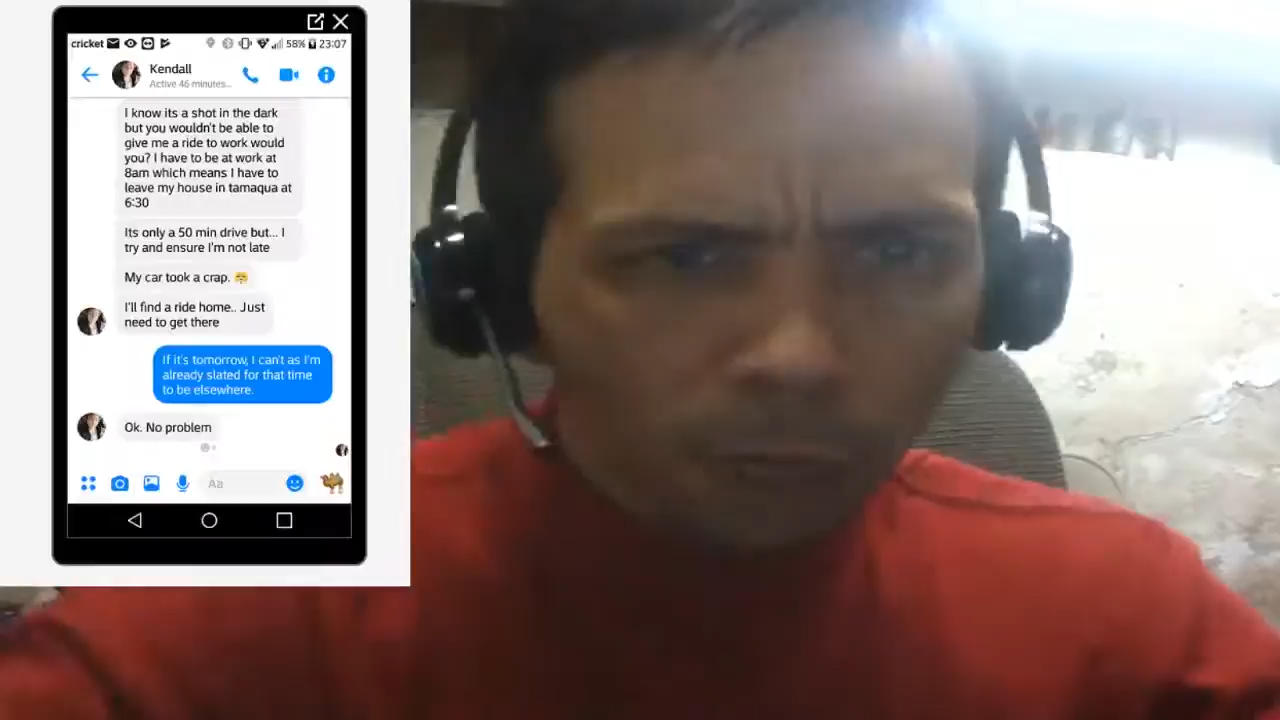 cricket 58% 23:07
Kendall
Active 46 minutes...
I know its a shot in the dark
but you wouldn't be able to
give me a ride to work would
you? I have to be at work at
8am which means I have to
leave my house in tamaqua at
6:30
Its only a 50 min drive but... I
try and ensure I'm not late
My car took a crap. 😤
I'll find a ride home.. Just
need to get there
If it's tomorrow, I can't as I'm
already slated for that time
to be elsewhere.
Ok. No problem
Aa